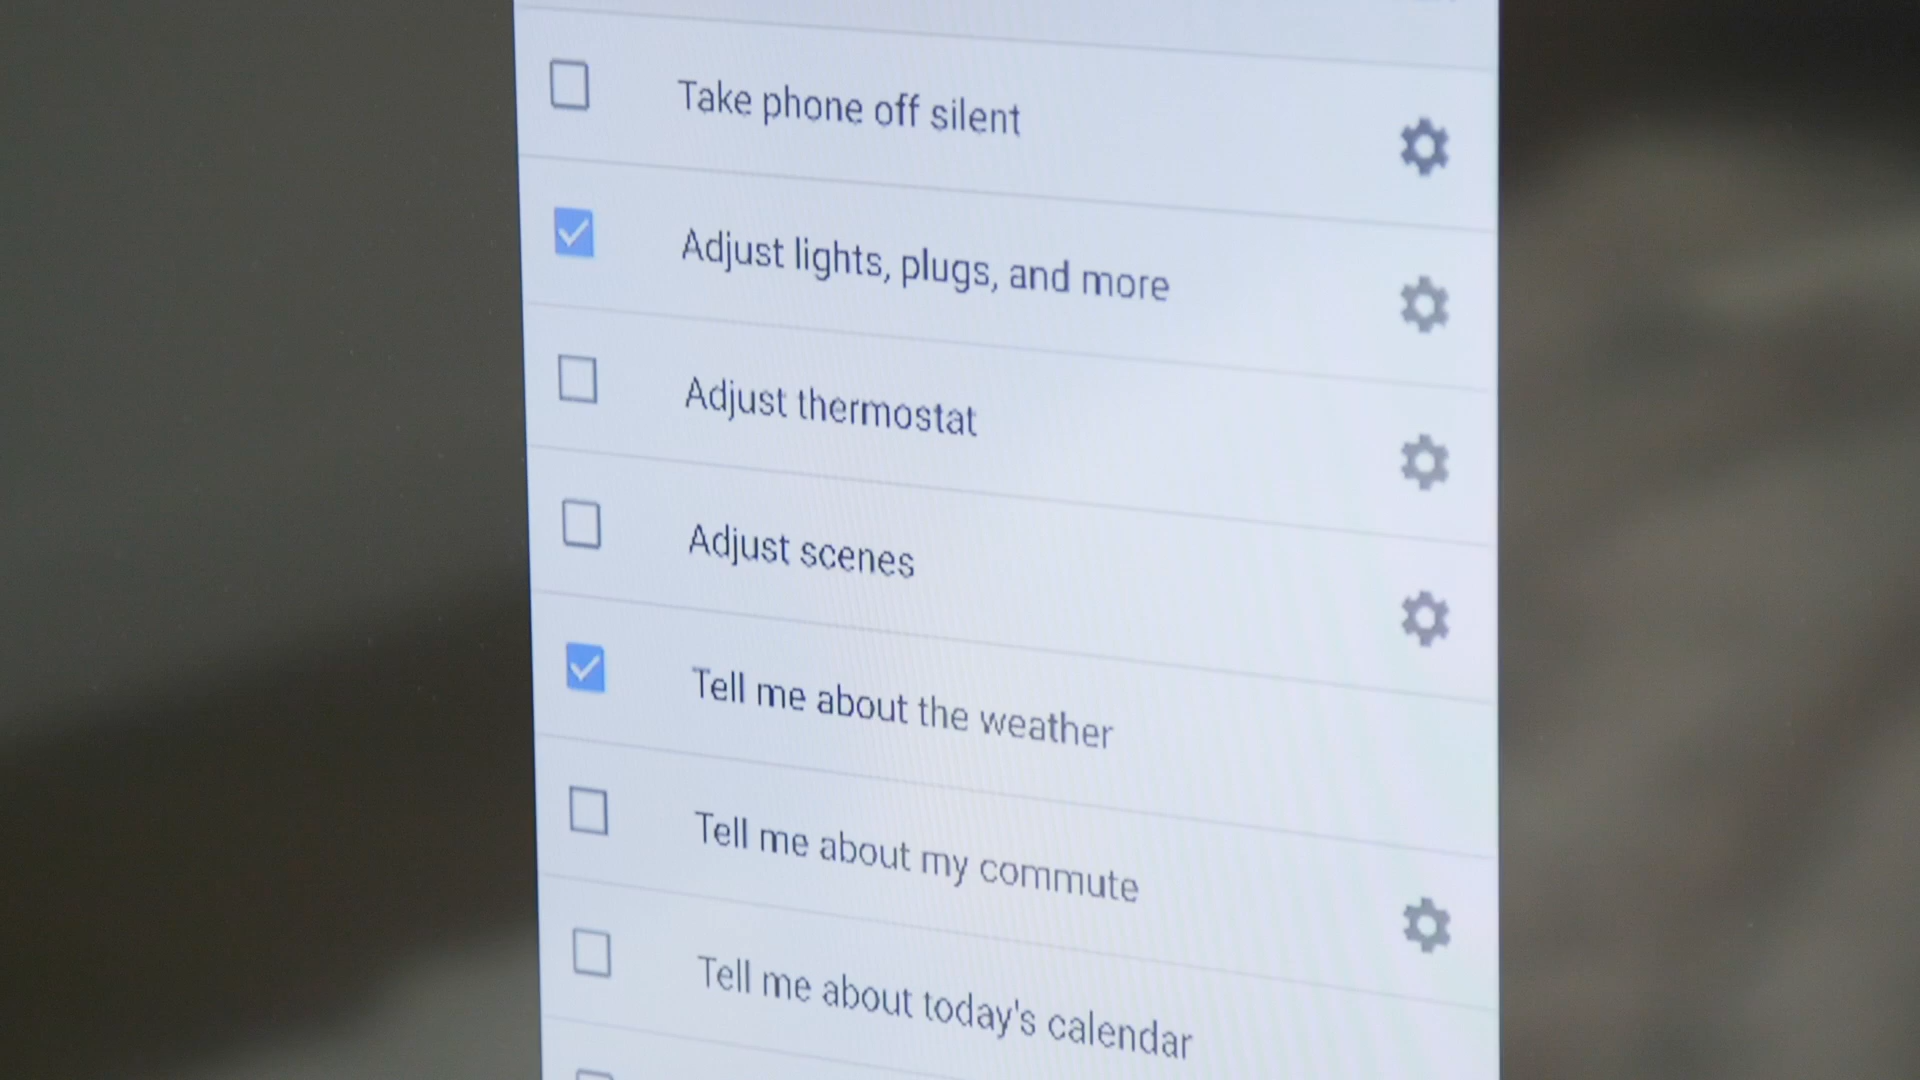 Take phone off silent
Adjust lights, plugs, and more
Adjust thermostat
Adjust scenes
Tell me about the weather
Tell me about my commute
Tell me about today's calendar